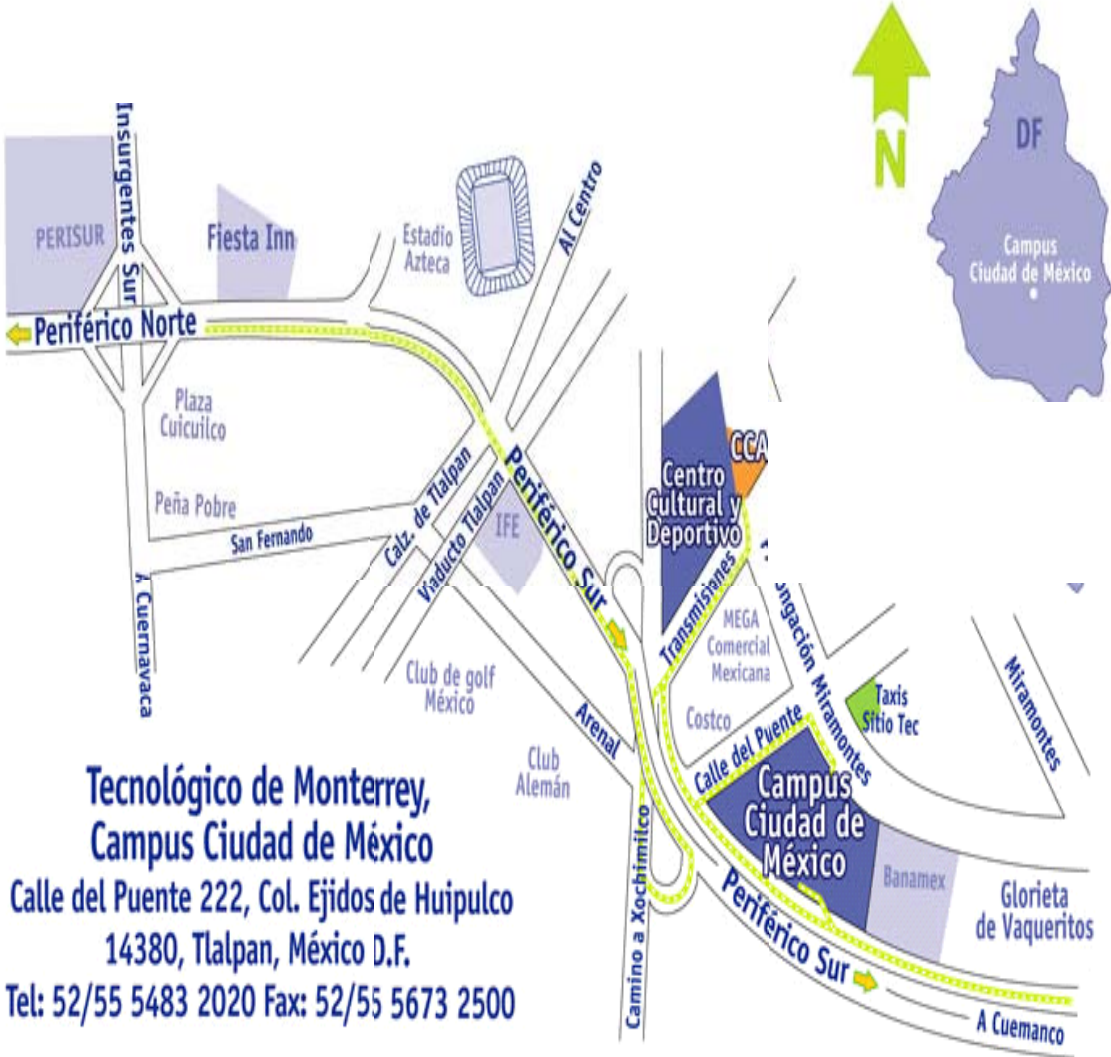 N
DF
Campus
Ciudad de México
Insurgentes Sur
PERISUR
Fiesta Inn
Estadio
Azteca
Al Centro
Periférico Norte
Plaza
Cuicuilco
Peña Pobre
San Fernando
Calz. de Tlalpan
Viaducto Tlalpan
IFE
Periférico Sur
CCA
Centro
Cultural y
Deportivo
Transmisiones
A Cuernavaca
MEGA
Comercial
Mexicana
ongación Miramontes
Miramontes
Club de golf
México
Arenal
Costco
Taxis
Sitio Tec
Calle del Puente
Club
Alemán
Campus
Ciudad de
México
Camino a Xochimilco
Banamex
Glorieta
de Vaqueritos
Periférico Sur
A Cuemanco
Tecnológico de Monterrey,
Campus Ciudad de México
Calle del Puente 222, Col. Ejidos de Huipulco
14380, Tlalpan, México D.F.
Tel: 52/55 5483 2020 Fax: 52/55 5673 2500